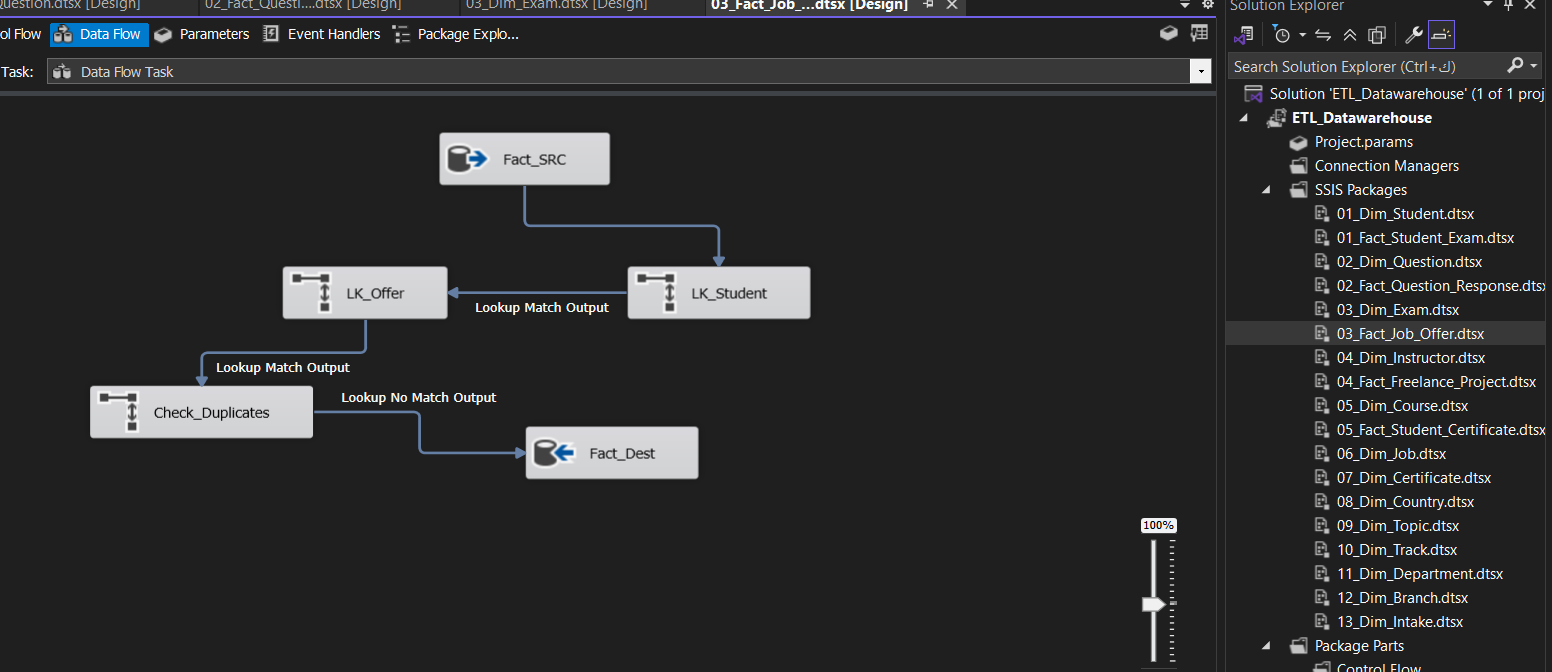 uestion.dtsx [Design]
02_Fact_Questi....dtsx [Design]
03_Dim_Exam.dtsx [Design]
03_Fact_Job_...dtsx [Design]
ol Flow
Data Flow
Parameters
Event Handlers
Package Explo...
Task:
Data Flow Task
Fact_SRC
LK_Offer
LK_Student
Lookup Match Output
Lookup Match Output
Check_Duplicates
Lookup No Match Output
Fact_Dest
100%
Solution Explorer
Search Solution Explorer (Ctrl+ك)
Solution 'ETL_Datawarehouse' (1 of 1 proj
ETL_Datawarehouse
Project.params
Connection Managers
SSIS Packages
01_Dim_Student.dtsx
01_Fact_Student_Exam.dtsx
02_Dim_Question.dtsx
02_Fact_Question_Response.dtsx
03_Dim_Exam.dtsx
03_Fact_Job_Offer.dtsx
04_Dim_Instructor.dtsx
04_Fact_Freelance_Project.dtsx
05_Dim_Course.dtsx
05_Fact_Student_Certificate.dtsx
06_Dim_Job.dtsx
07_Dim_Certificate.dtsx
08_Dim_Country.dtsx
09_Dim_Topic.dtsx
10_Dim_Track.dtsx
11_Dim_Department.dtsx
12_Dim_Branch.dtsx
13_Dim_Intake.dtsx
Package Parts
Control Flow